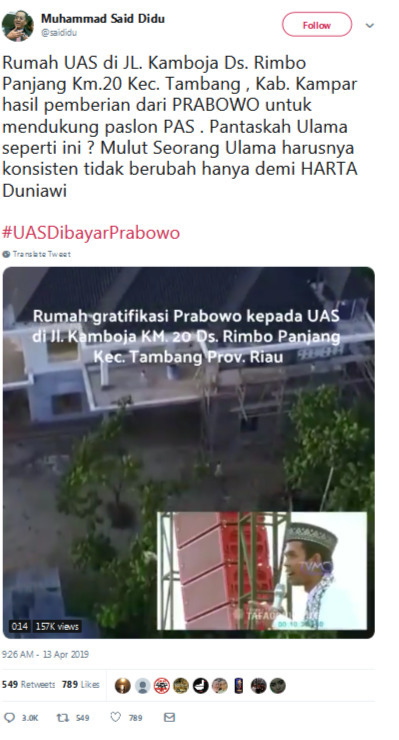 Muhammad Said Didu
@saididu
Follow
Rumah UAS di JL. Kamboja Ds. Rimbo
Panjang Km.20 Kec. Tambang , Kab. Kampar
hasil pemberian dari PRABOWO untuk
mendukung paslon PAS . Pantaskah Ulama
seperti ini ? Mulut Seorang Ulama harusnya
konsisten tidak berubah hanya demi HARTA
Duniawi
#UASDibayarPrabowo
Translate Tweet
Rumah gratifikasi Prabowo kepada UAS
di Jl. Kamboja KM. 20 Ds. Rimbo Panjang
Kec. Tambang Prov. Riau
0:14 157K views
9:26 AM - 13 Apr 2019
549 Retweets 789 Likes
3.0K 549 789